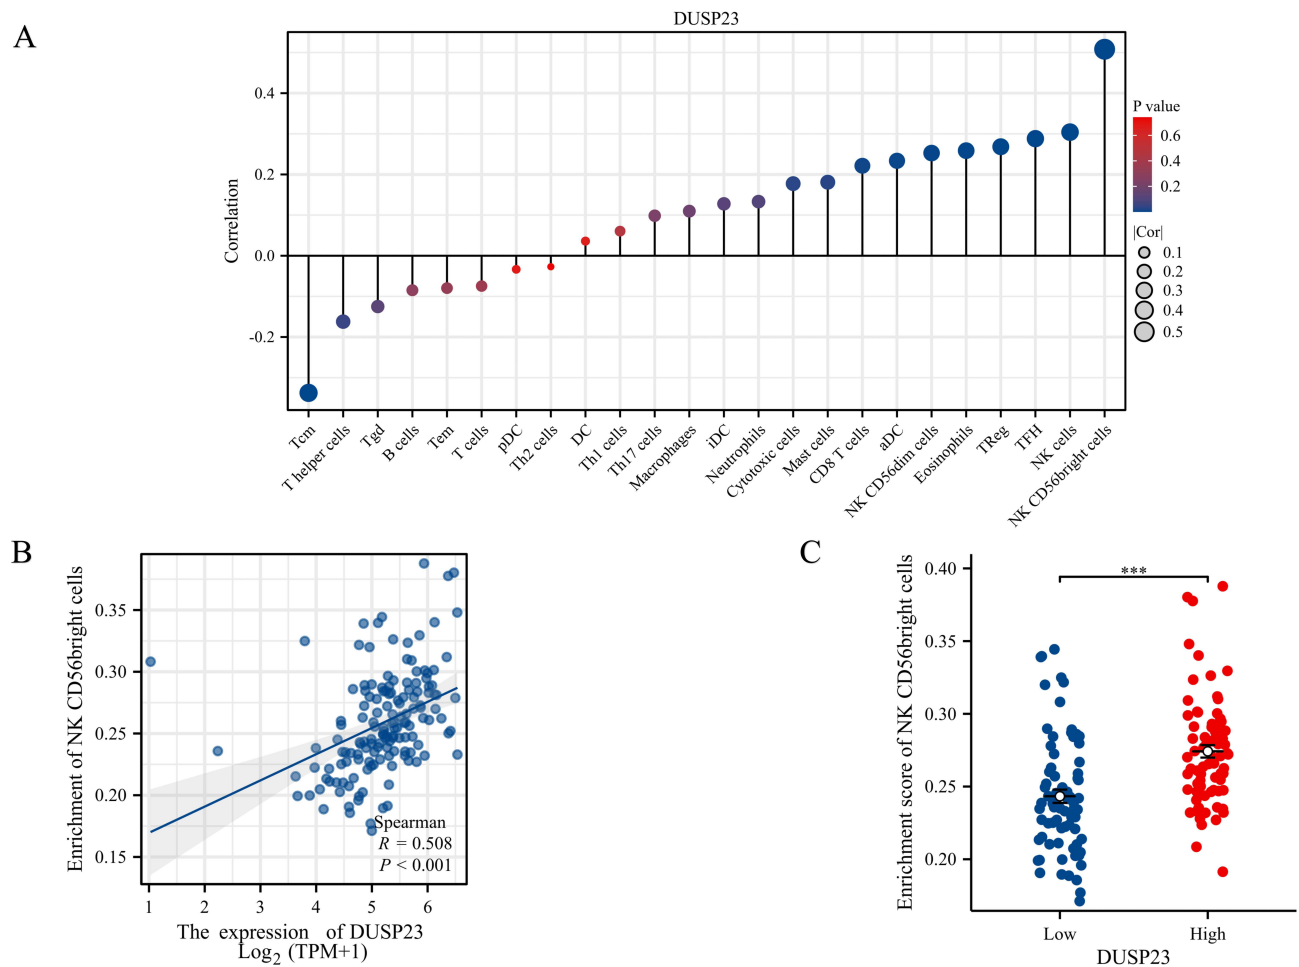 A
DUSP23
Correlation
0.4
0.2
0.0
-0.2
Tcm
T helper cells
Tgd
B cells
Tem
T cells
pDC
Th2 cells
DC
Th1 cells
Th17 cells
Macrophages
iDC
Neutrophils
Cytotoxic cells
Mast cells
CD8 T cells
aDC
NK CD56dim cells
Eosinophils
TReg
TFH
NK cells
NK CD56bright cells
P value
0.6
0.4
0.2
|Cor|
0.1
0.2
0.3
0.4
0.5
B
Enrichment of NK CD56bright cells
0.35
0.30
0.25
0.20
0.15
Spearman
R = 0.508
P < 0.001
1 2 3 4 5 6
The expression of DUSP23
Log2 (TPM+1)
C
Enrichment score of NK CD56bright cells
0.40
0.35
0.30
0.25
0.20
***
Low High
DUSP23